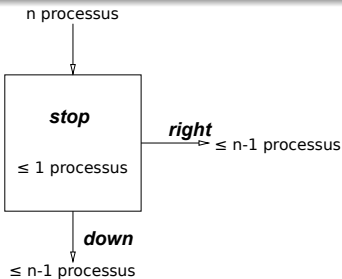 n processus
stop
right
≤ n-1 processus
≤ 1 processus
down
≤ n-1 processus